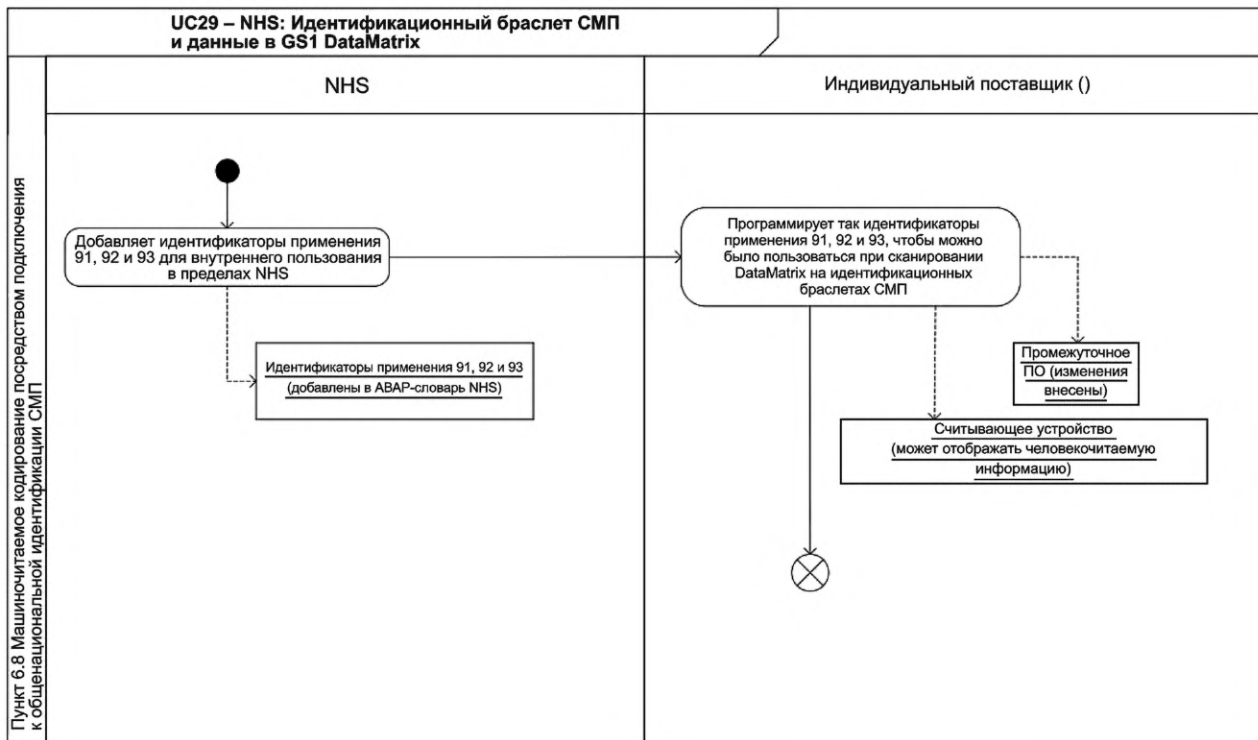 UC29 – NHS: Идентификационный браслет СМП
и данные в GS1 DataMatrix
NHS
Индивидуальный поставщик ()
Пункт 6.8 Машиночитаемое кодирование посредством подключения
к общенациональной идентификации СМП
Добавляет идентификаторы применения
91, 92 и 93 для внутреннего пользования
в пределах NHS
Программирует так идентификаторы
применения 91, 92 и 93, чтобы можно
было пользоваться при сканировании
DataMatrix на идентификационных
браслетах СМП
Идентификаторы применения 91, 92 и 93
(добавлены в АВАР-словарь NHS)
Промежуточное
ПО (изменения
внесены)
Считывающее устройство
(может отображать человекочитаемую
информацию)